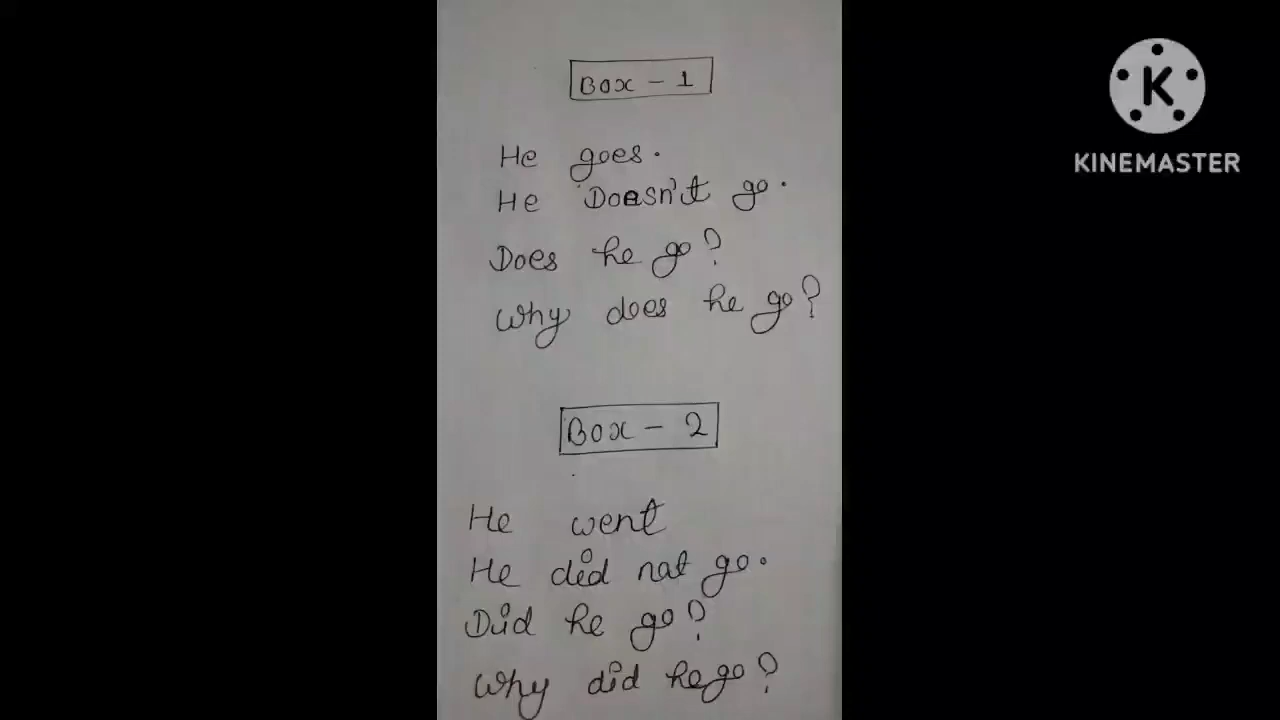 Box - 1
He goes.
He Doesn't go.
Does he go?
Why does he go?
Box - 2
He went
He did nat go.
Did he go?
Why did he go?
K
KINEMASTER